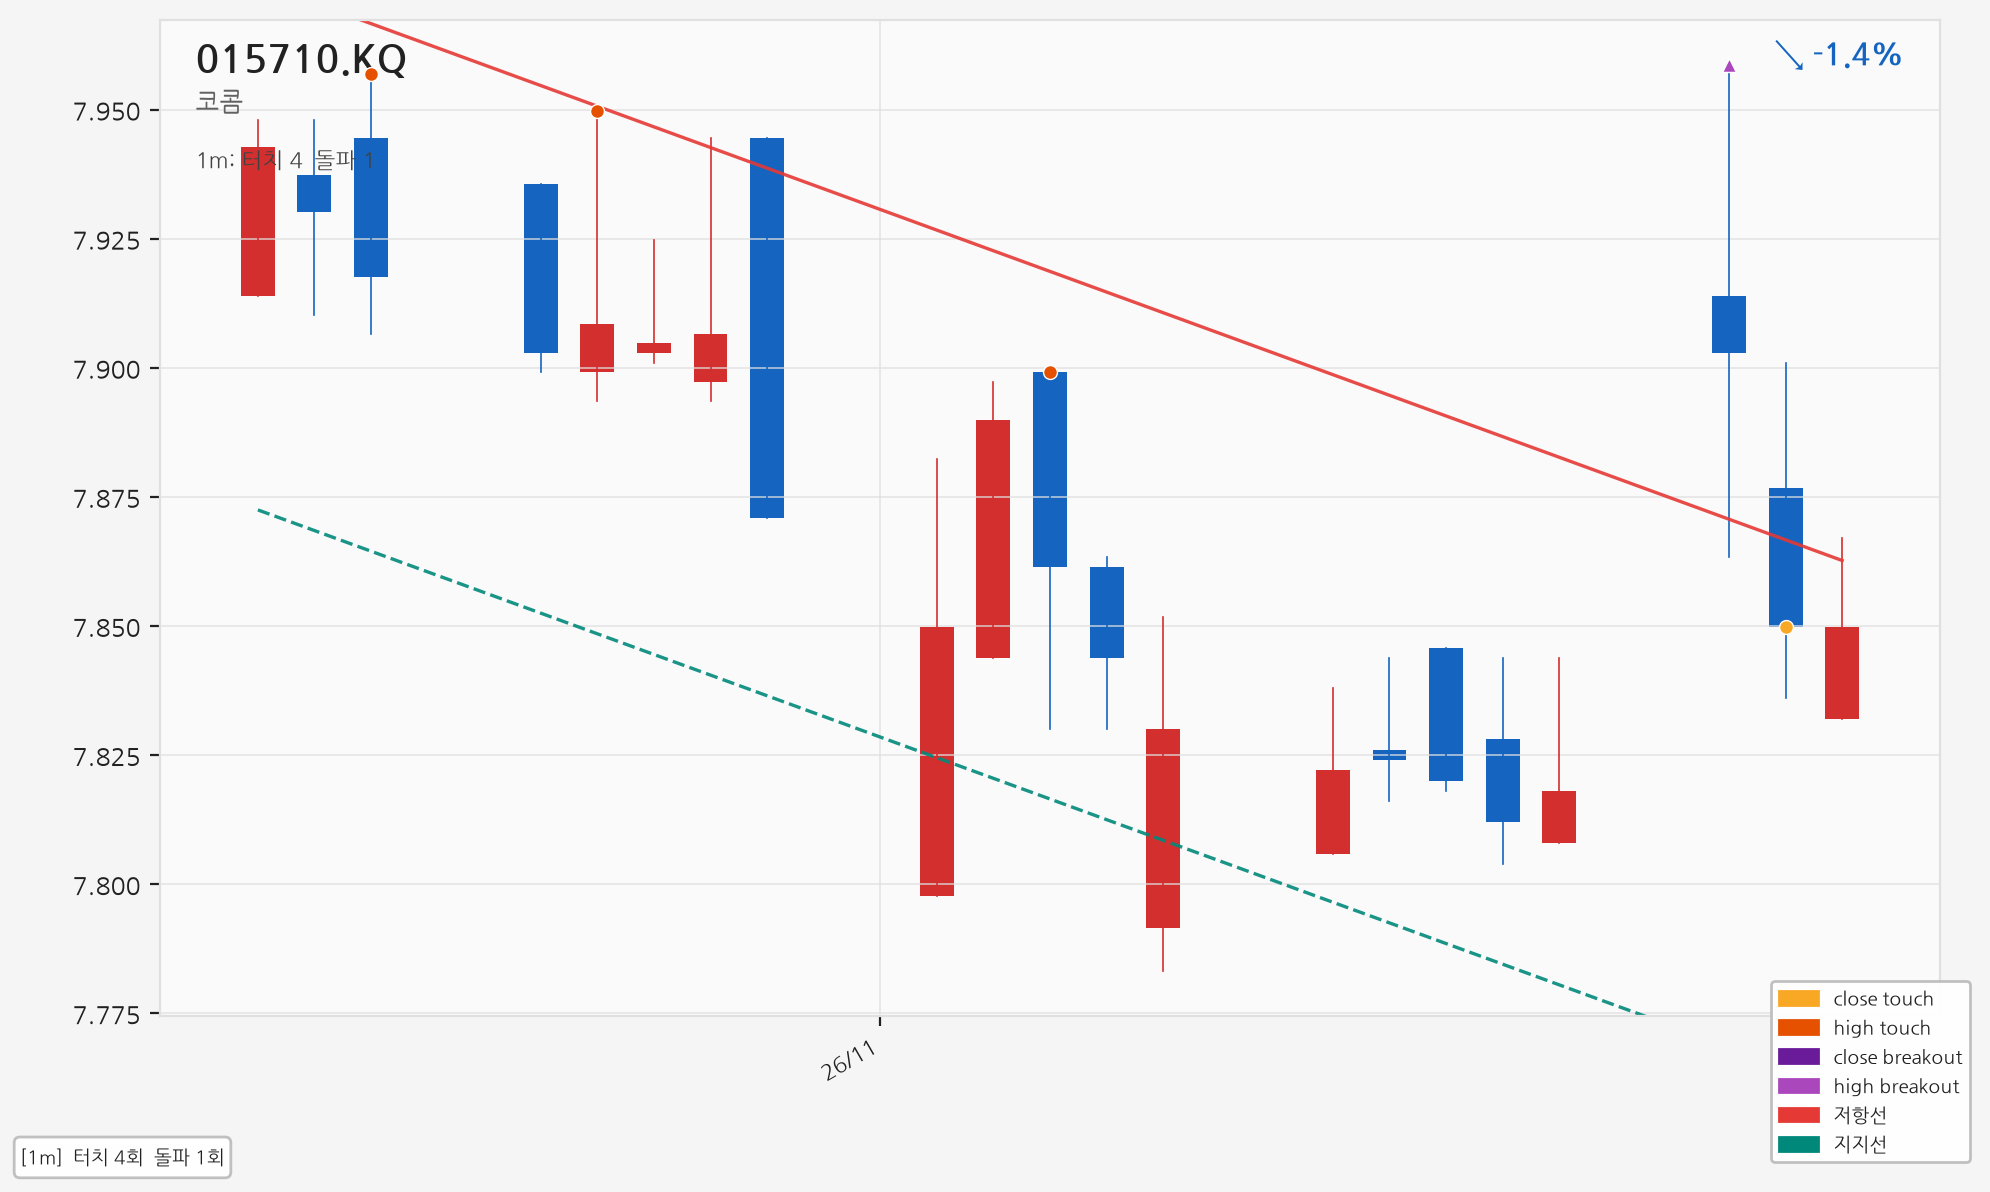 015710.KQ
코콤
1m: 터치 4 돌파 1
-1.4%
7.950
7.925
7.900
7.875
7.850
7.825
7.800
7.775
26/11
close touch
high touch
close breakout
high breakout
저항선
지지선
[1m] 터치 4회 돌파 1회